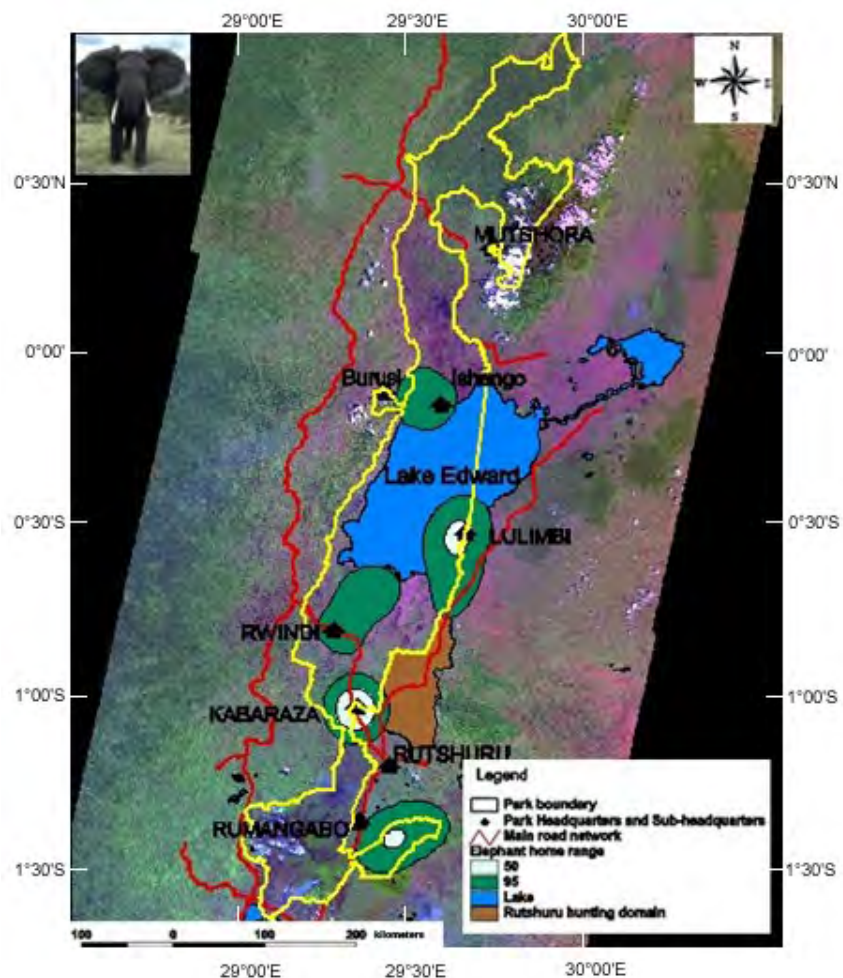 29°00'E 29°.50'E 30°00'E
N
W E
S
0°30'N 0°30'N
MUTSHORA
0°00' 0°00'
Burusi Ishango
Lake Edward
0°30'S 0°30'S
LULIMBI
RWINDI
1°00'S 1°00'S
KABARAZA
RUTSHURU
RUMANGABO
1°30'S 1°30'S
Legend
Park boundary
Park Headquarters and Sub-headquarters
Main road network
Elephant home range
50
95
Lake
Rutshuru hunting domain
100 0 100 200 kilometers
29°00'E 29°.50'E 30°00'E